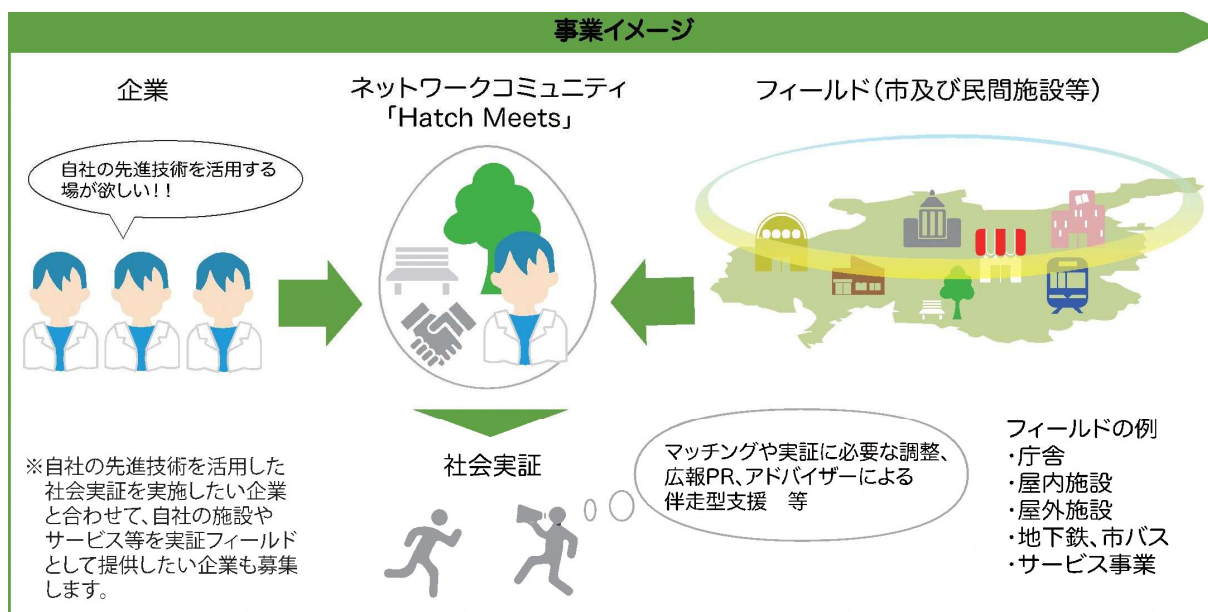 事業イメージ
企業
ネットワークコミュニティ
「Hatch Meets」
フィールド(市及び民間施設等)
自社の先進技術を活用する
場が欲しい!!
※自社の先進技術を活用した
社会実証を実施したい企業
と合わせて、自社の施設や
サービス等を実証フィールド
として提供したい企業も募集
します。
社会実証
マッチングや実証に必要な調整、
広報PR、アドバイザーによる
伴走型支援 等
フィールドの例
・庁舎
・屋内施設
・屋外施設
・地下鉄、市バス
・サービス事業